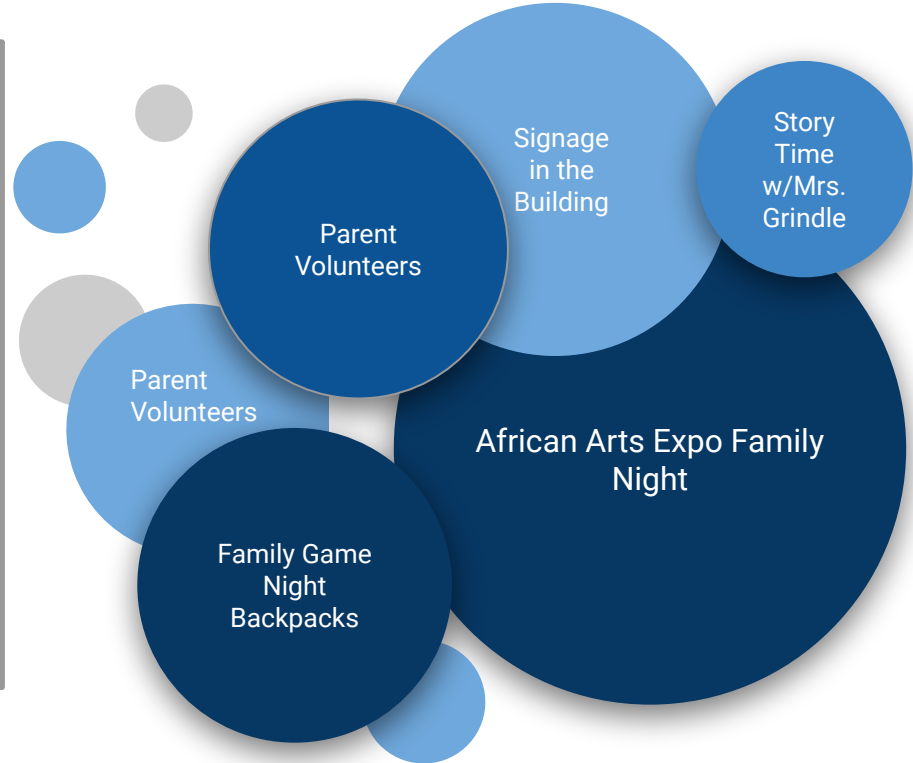 Signage
in the
Building
Story
Time
w/Mrs.
Grindle
Parent
Volunteers
Parent
Volunteers
African Arts Expo Family
Night
Family Game
Night
Backpacks